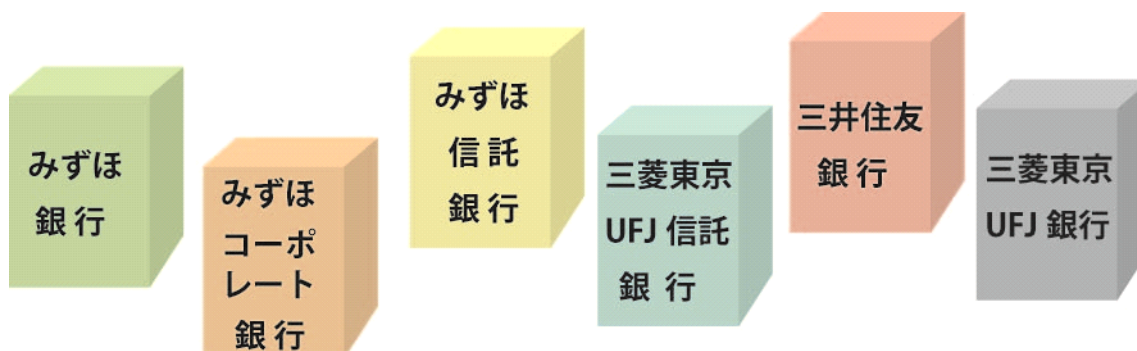 みずほ
銀行
みずほ
コーポ
レート
銀行
みずほ
信託
銀行
三菱東京
UFJ 信託
銀行
三井住友
銀行
三菱東京
UFJ 銀行